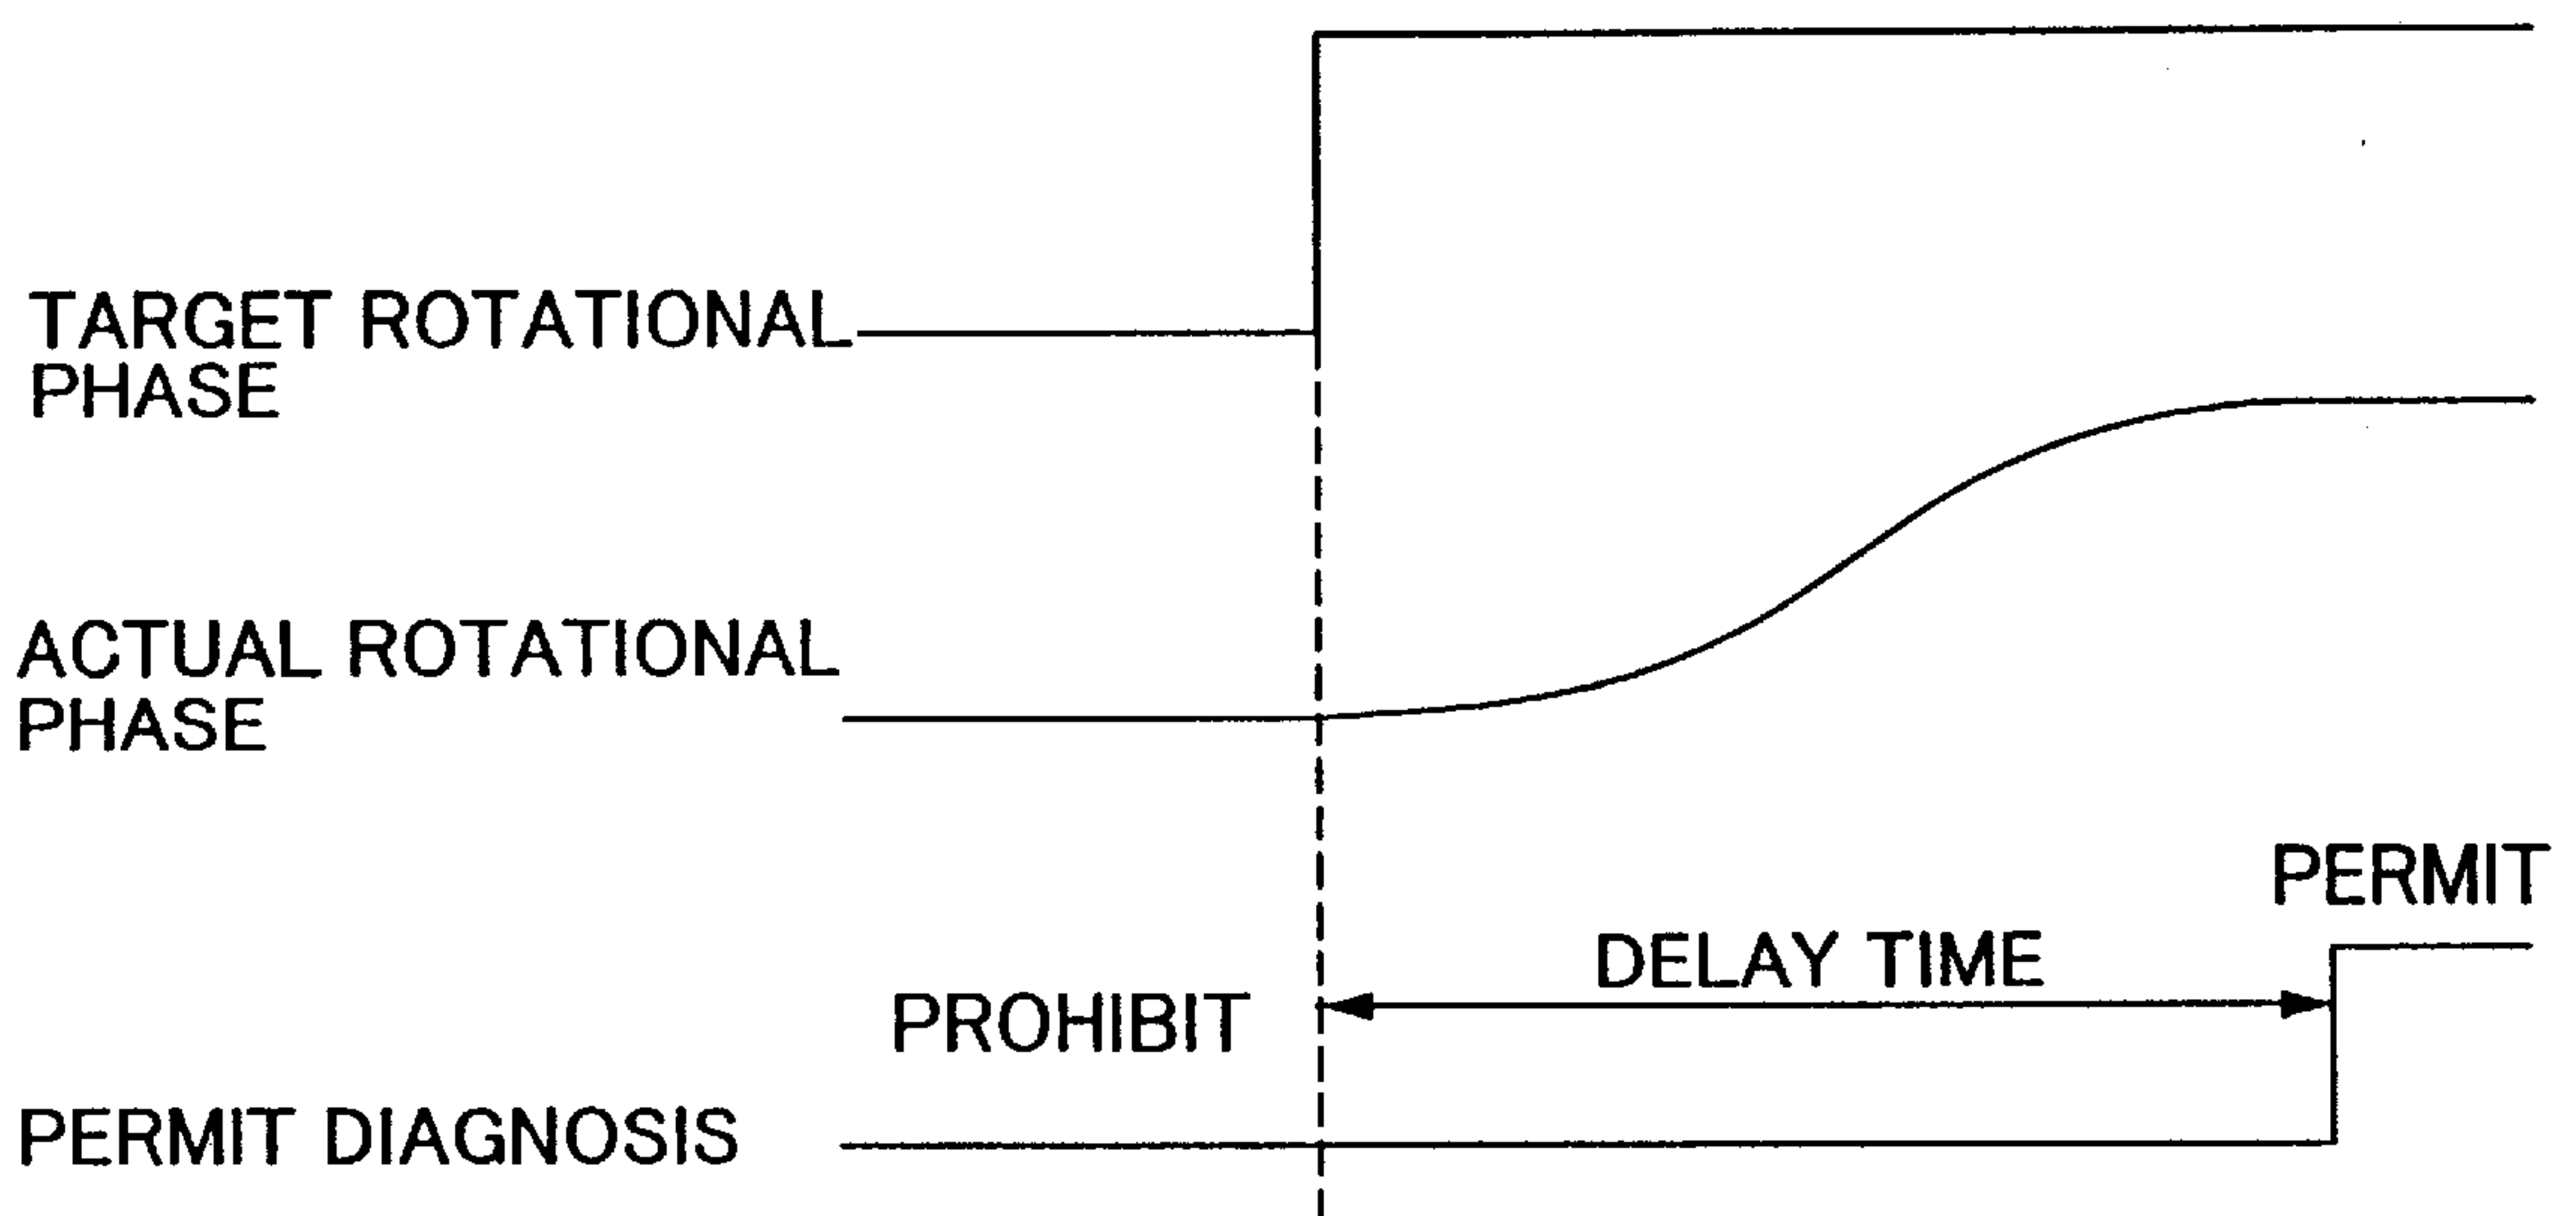 TARGET ROTATIONAL
PHASE
ACTUAL ROTATIONAL
PHASE
PERMIT
DELAY TIME
PROHIBIT
PERMIT DIAGNOSIS